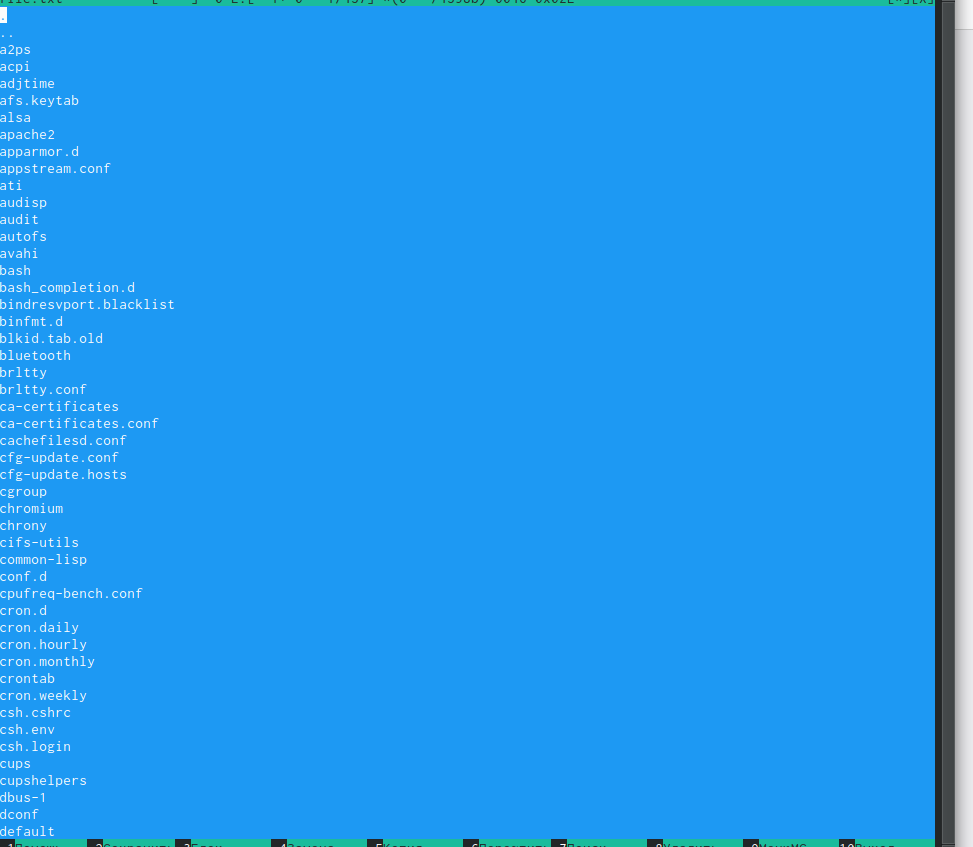 .
..
a2ps
acpi
adjtime
afs.keytab
alsa
apache2
apparmor.d
appstream.conf
ati
audisp
audit
autofs
avahi
bash
bash_completion.d
bindresvport.blacklist
binfmt.d
blkid.tab.old
bluetooth
brltty
brltty.conf
ca-certificates
ca-certificates.conf
cachefilesd.conf
cfg-update.conf
cfg-update.hosts
cgroup
chromium
chrony
cifs-utils
common-lisp
conf.d
cpufreq-bench.conf
cron.d
cron.daily
cron.hourly
cron.monthly
crontab
cron.weekly
csh.cshrc
csh.env
csh.login
cups
cupshelpers
dbus-1
dconf
default